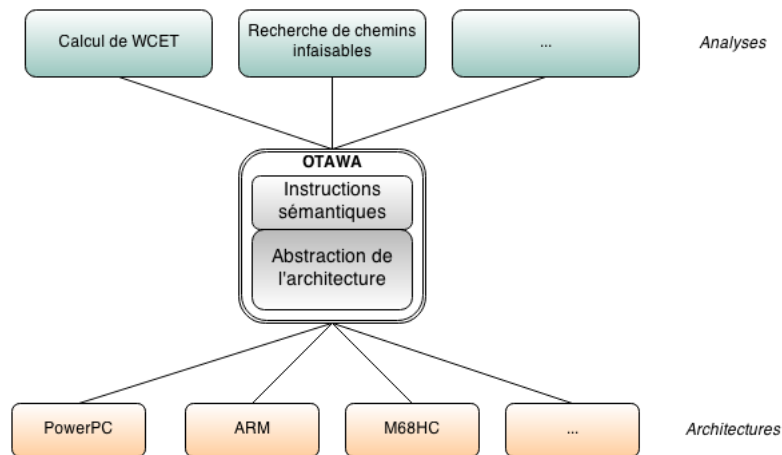 Calcul de WCET
Recherche de chemins
infaisables
...
Analyses
OTAWA
Instructions
sémantiques
Abstraction de
l'architecture
PowerPC
ARM
M68HC
...
Architectures